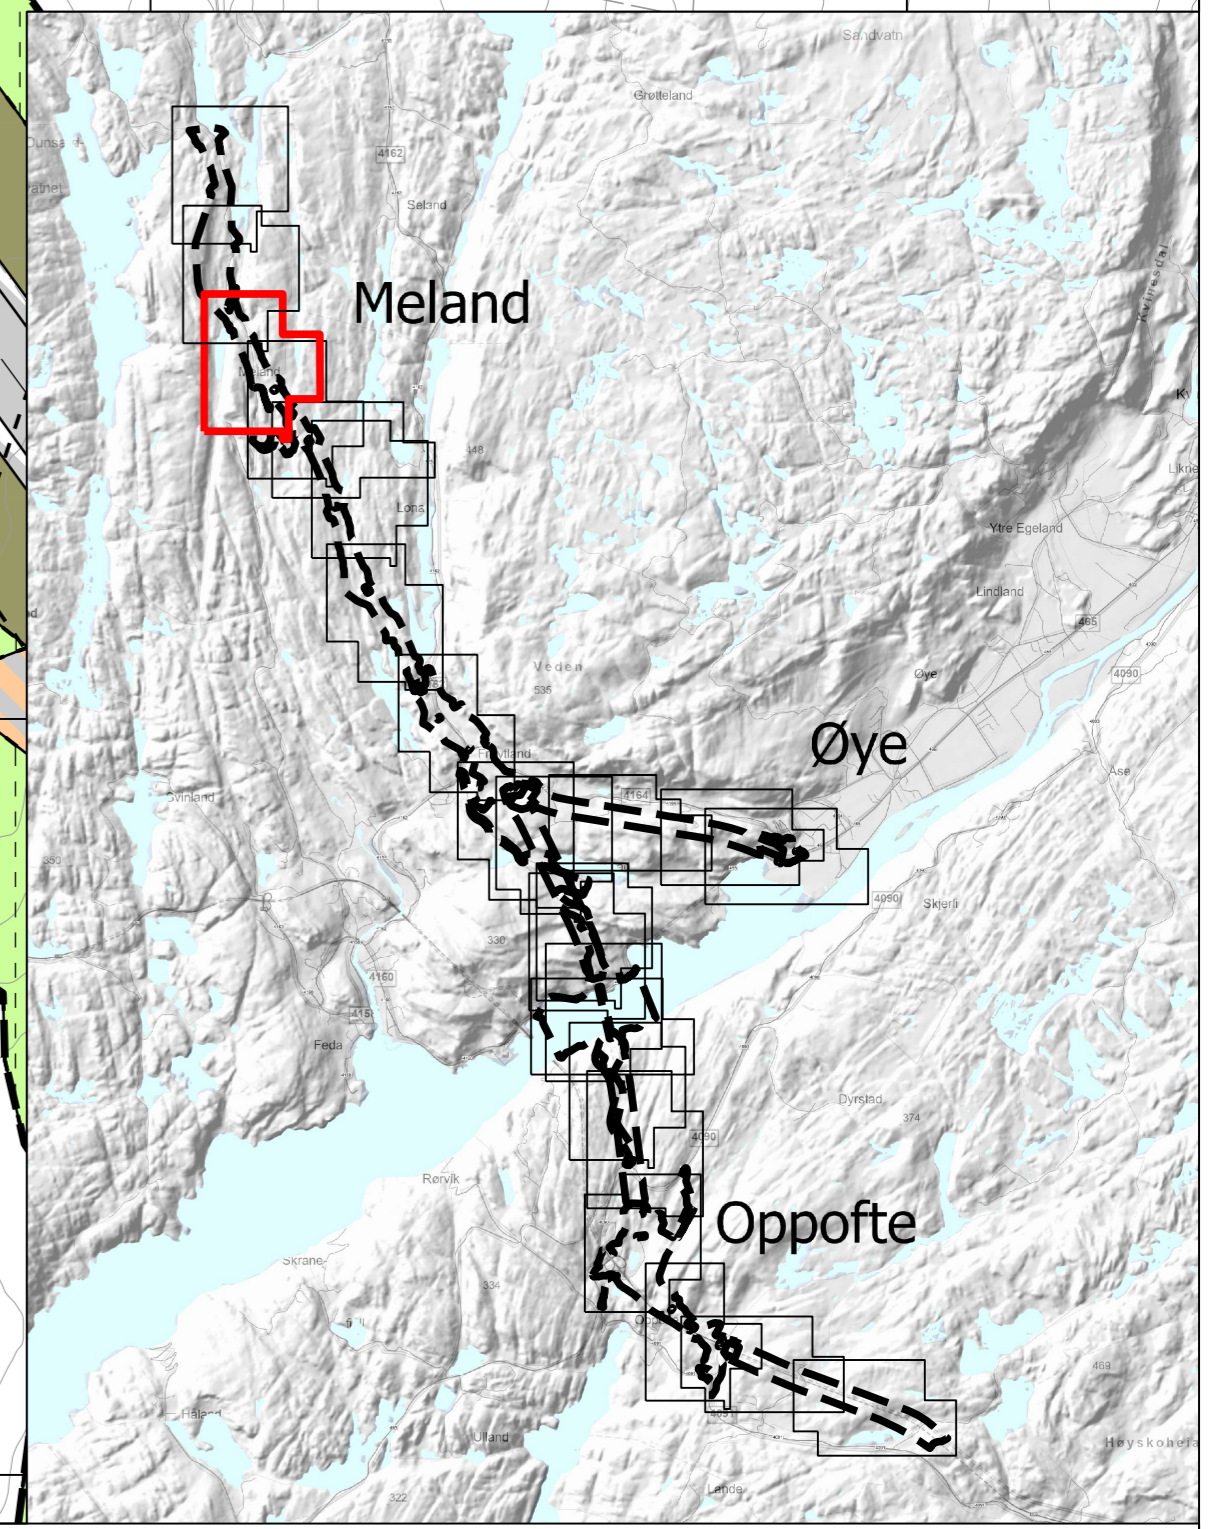 Sandvatn
Grøtteland
4162
Seland
Kvinesdal
Meland
Meland
448
Lona
Ytre Egeland
Lindland
465
Veden
535
Øye
4090
Øye
Åse
Svinland
4164
350
4090
Skjerli
330
4160
Feda
Dyrstad
374
4090
Rørvik
Oppofte
Skrane-
334
469
Håland
Ulland
Høyskoheia
322
Lande